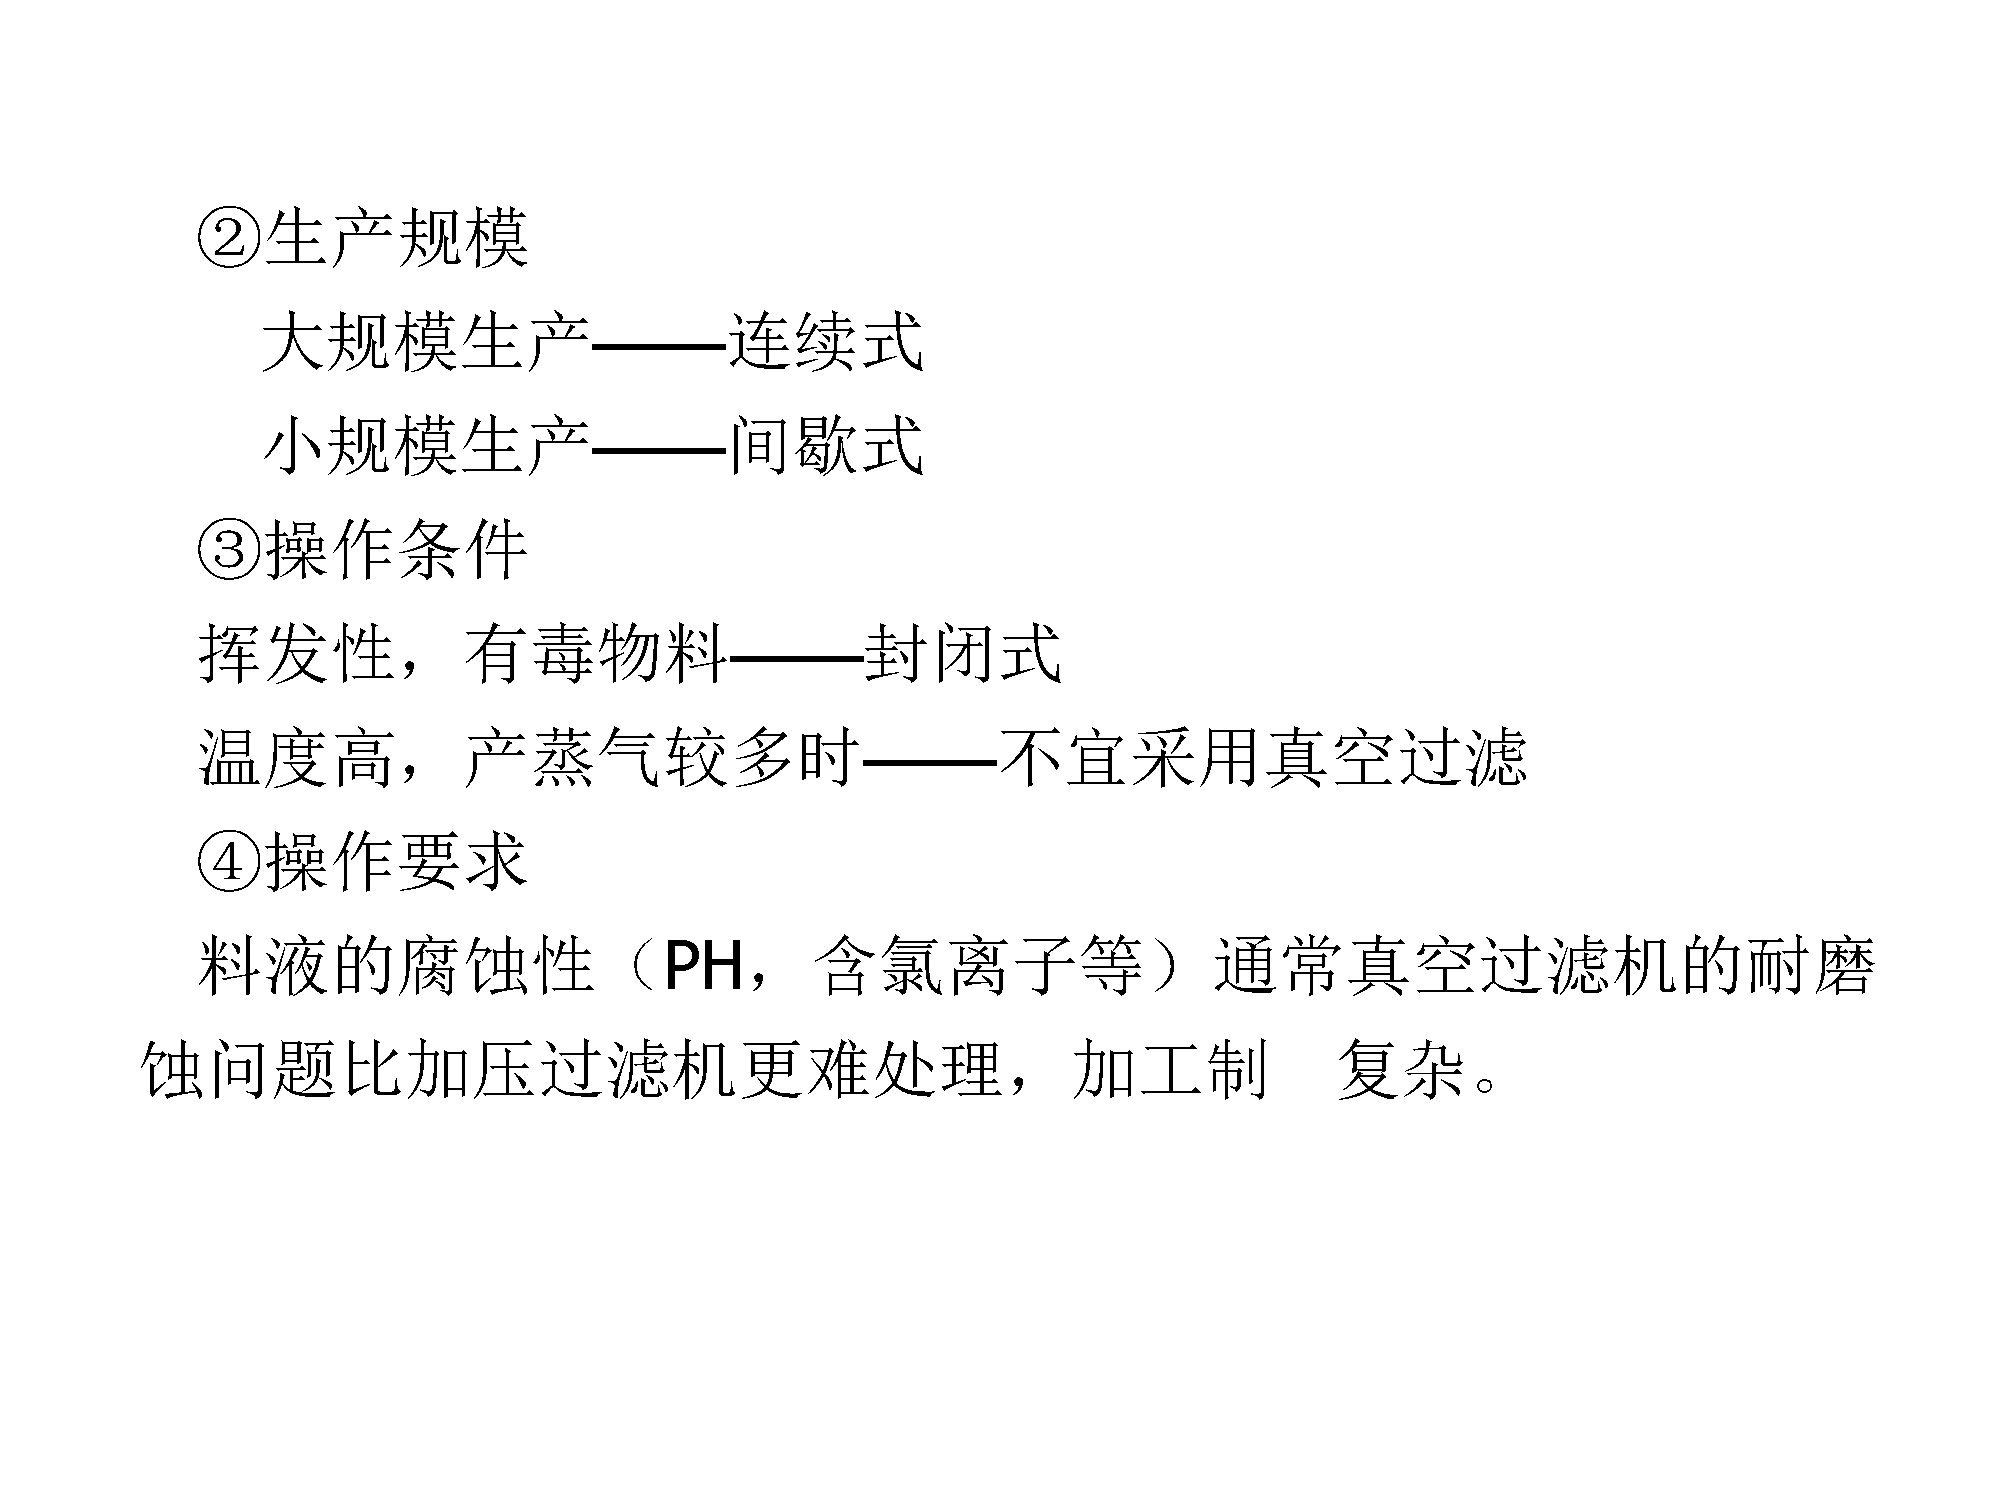 ②生产规模
大规模生产——连续式
小规模生产——间歇式
③操作条件
挥发性，有毒物料——封闭式
温度高，产蒸气较多时——不宜采用真空过滤
④操作要求
料液的腐蚀性（PH，含氯离子等）通常真空过滤机的耐磨
蚀问题比加压过滤机更难处理，加工制　复杂。